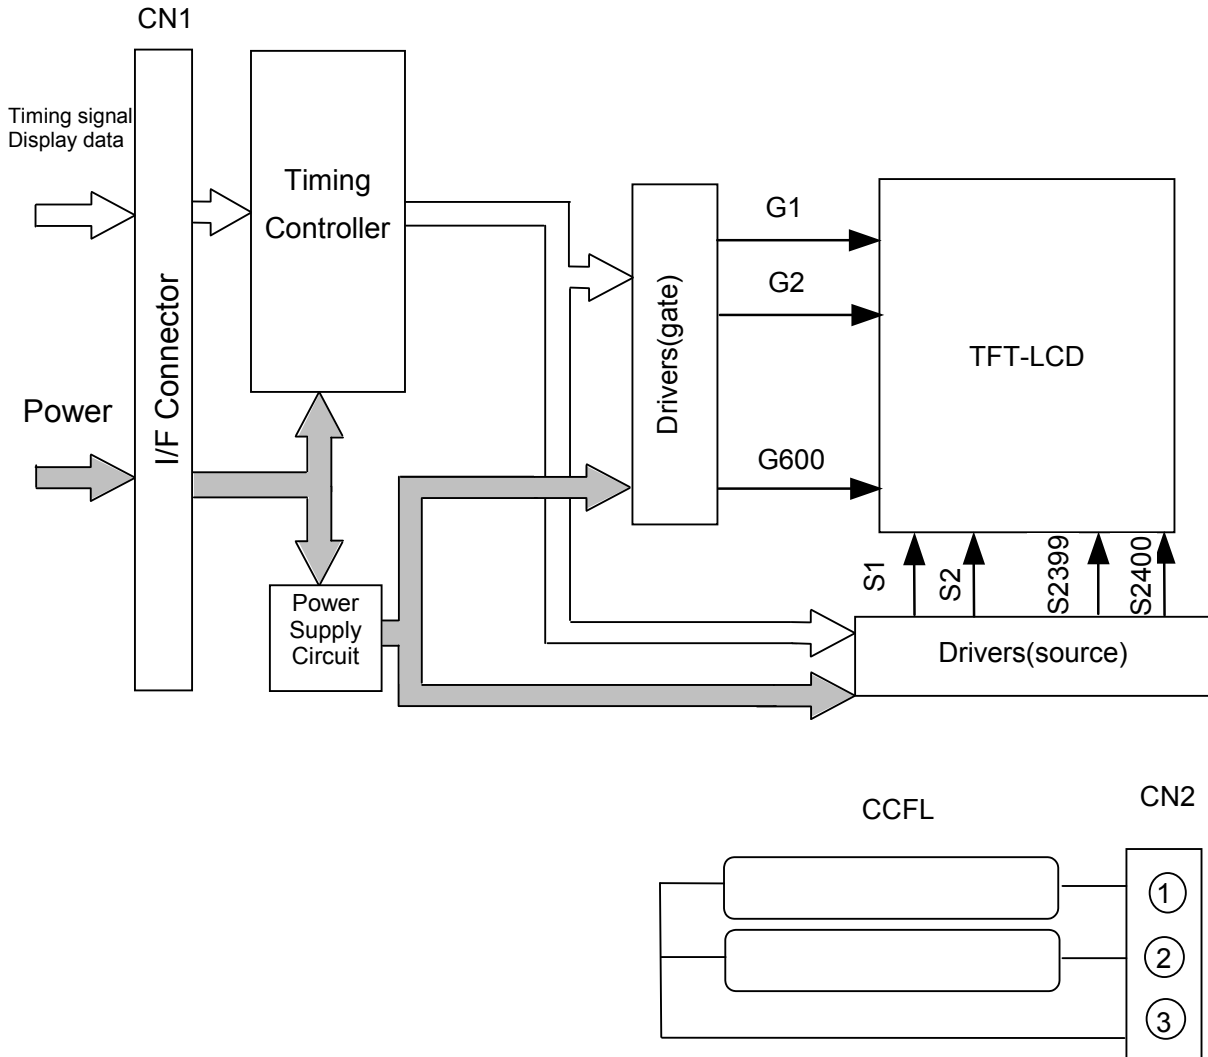 CN1
Timing signal
Display data
Power
I/F Connector
Timing
Controller
Power
Supply
Circuit
Drivers(gate)
G1
G2
G600
TFT-LCD
S1
S2
S2399
S2400
Drivers(source)
CCFL
CN2
1
2
3